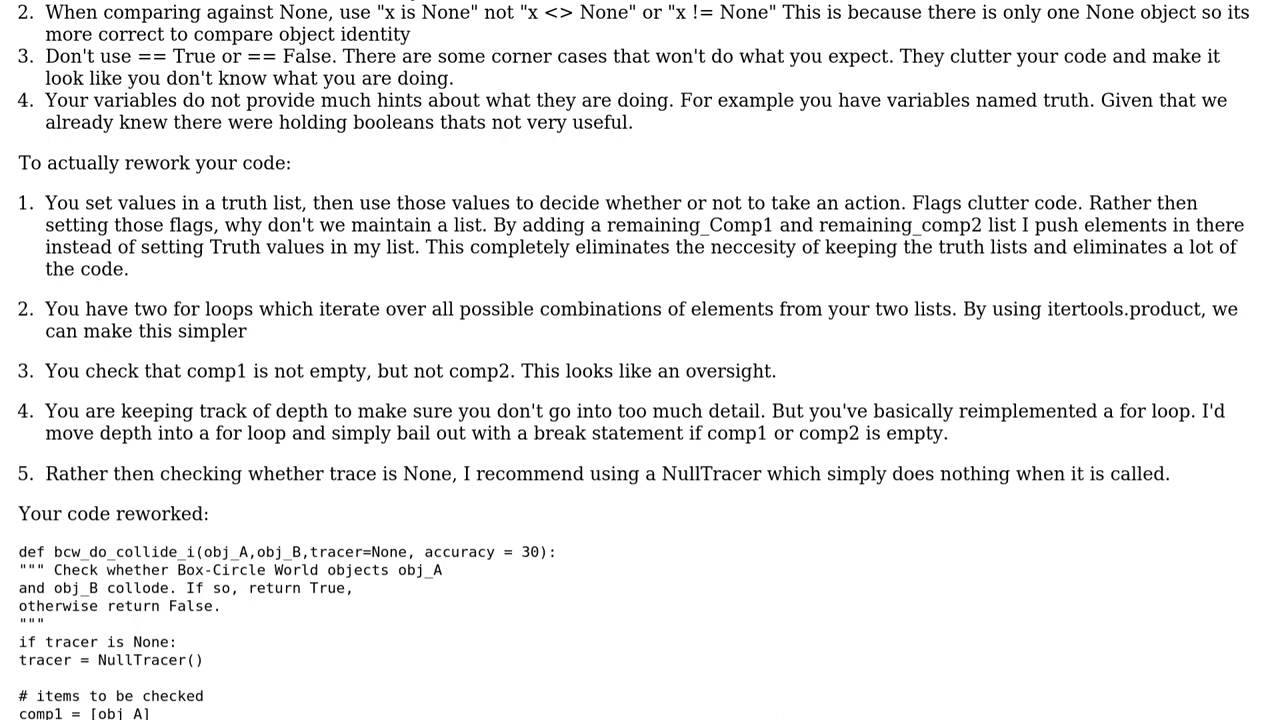 2. When comparing against None, use "x is None" not "x <> None" or "x != None" This is because there is only one None object so its
more correct to compare object identity
3. Don't use == True or == False. There are some corner cases that won't do what you expect. They clutter your code and make it
look like you don't know what you are doing.
4. Your variables do not provide much hints about what they are doing. For example you have variables named truth. Given that we
already knew there were holding booleans thats not very useful.
To actually rework your code:
1. You set values in a truth list, then use those values to decide whether or not to take an action. Flags clutter code. Rather then
setting those flags, why don't we maintain a list. By adding a remaining_Comp1 and remaining_comp2 list I push elements in there
instead of setting Truth values in my list. This completely eliminates the neccesity of keeping the truth lists and eliminates a lot of
the code.
2. You have two for loops which iterate over all possible combinations of elements from your two lists. By using itertools.product, we
can make this simpler
3. You check that comp1 is not empty, but not comp2. This looks like an oversight.
4. You are keeping track of depth to make sure you don't go into too much detail. But you've basically reimplemented a for loop. I'd
move depth into a for loop and simply bail out with a break statement if comp1 or comp2 is empty.
5. Rather then checking whether trace is None, I recommend using a NullTracer which simply does nothing when it is called.
Your code reworked:
def bcw_do_collide_i(obj_A,obj_B,tracer=None, accuracy = 30):
""" Check whether Box-Circle World objects obj_A
and obj_B collode. If so, return True,
otherwise return False.
"""
if tracer is None:
tracer = NullTracer()
# items to be checked
comp1 = [obj_A]